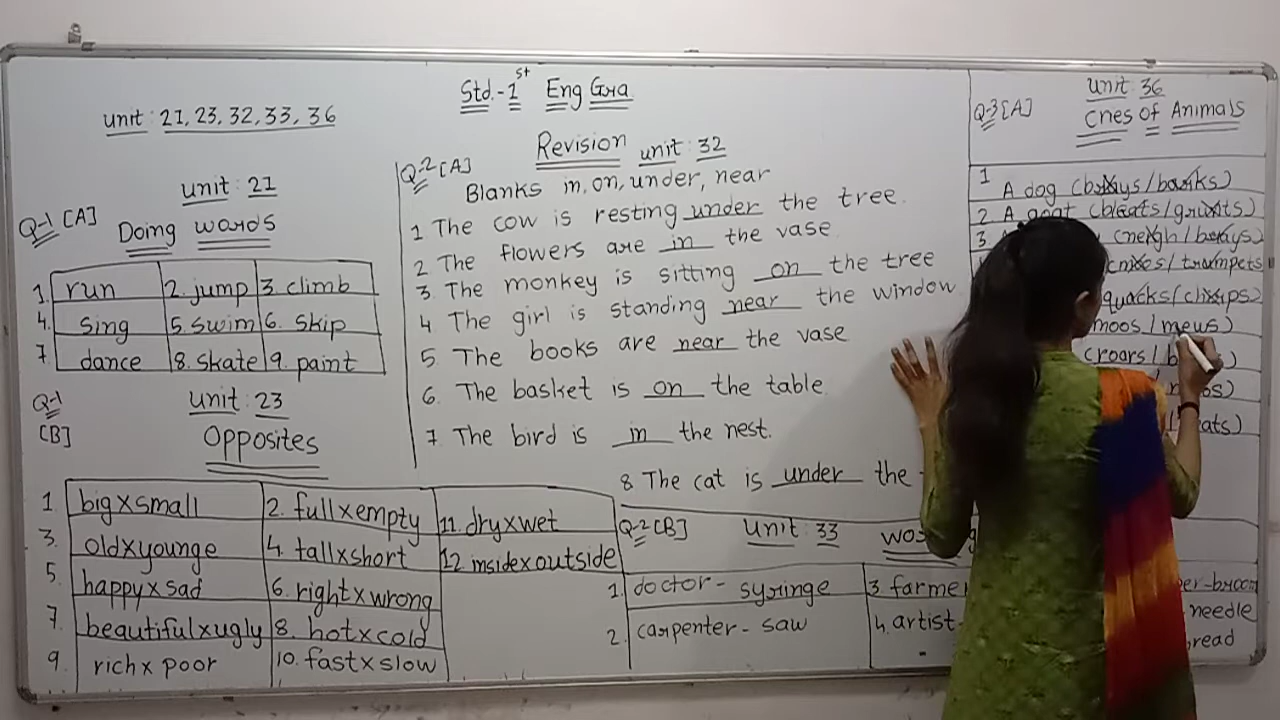 Std.-1st Eng Gra
Unit: 21, 23, 32, 33, 36
Revision
Unit: 21
Q-1 [A]
Doing words
1. run 2. jump 3. climb
4. sing 5. swim 6. skip
7 dance 8. skate 9. paint
Q-1 [B]
Unit: 23
Opposites
1. big x small 2. full x empty 11. dry x wet
3. old x younge 4. tall x short 12 inside x outside
5. happy x sad 6. right x wrong
7. beautiful x ugly 8. hot x cold
9. rich x poor 10. fast x slow
Q-2 [A]
unit: 32
Blanks in, on, under, near
1 The cow is resting under the tree.
2 The flowers are in the vase
3. The monkey is sitting on the tree
4 The girl is standing near the window
5. The books are near the vase
6. The basket is on the table.
7 The bird is in the nest.
8 The cat is under the
Q-2 [B] Unit: 33
1. doctor - syringe 3. farmer
2. carpenter - saw 4. artist-
-broom
needle
Unit: 36
Q-3 [A]
Cries of Animals
1 A dog (brays/barks)
2 A goat (bleats/grunts)
3 (neigh/brays)
trumpets
quacks/chirps)
moos/mews)
croars/